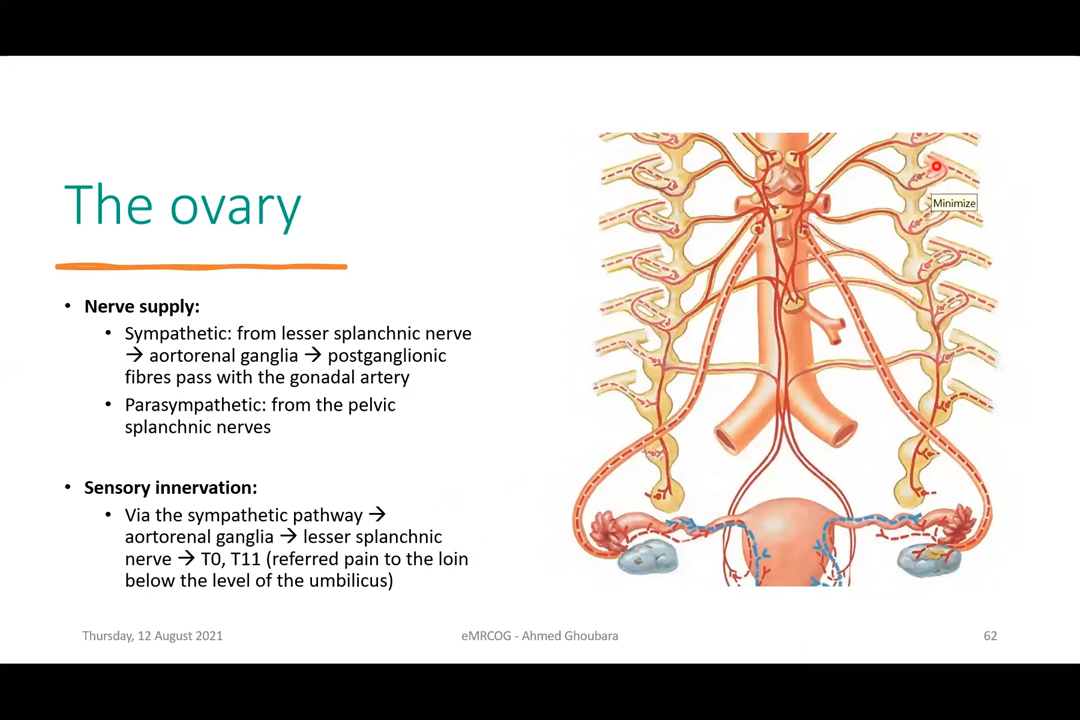 The ovary
• Nerve supply:
• Sympathetic: from lesser splanchnic nerve
→ aortorenal ganglia → postganglionic
fibres pass with the gonadal artery
• Parasympathetic: from the pelvic
splanchnic nerves
• Sensory innervation:
• Via the sympathetic pathway →
aortorenal ganglia → lesser splanchnic
nerve → T0, T11 (referred pain to the loin
below the level of the umbilicus)
Minimize
Thursday, 12 August 2021
eMRCOG - Ahmed Ghoubara
62